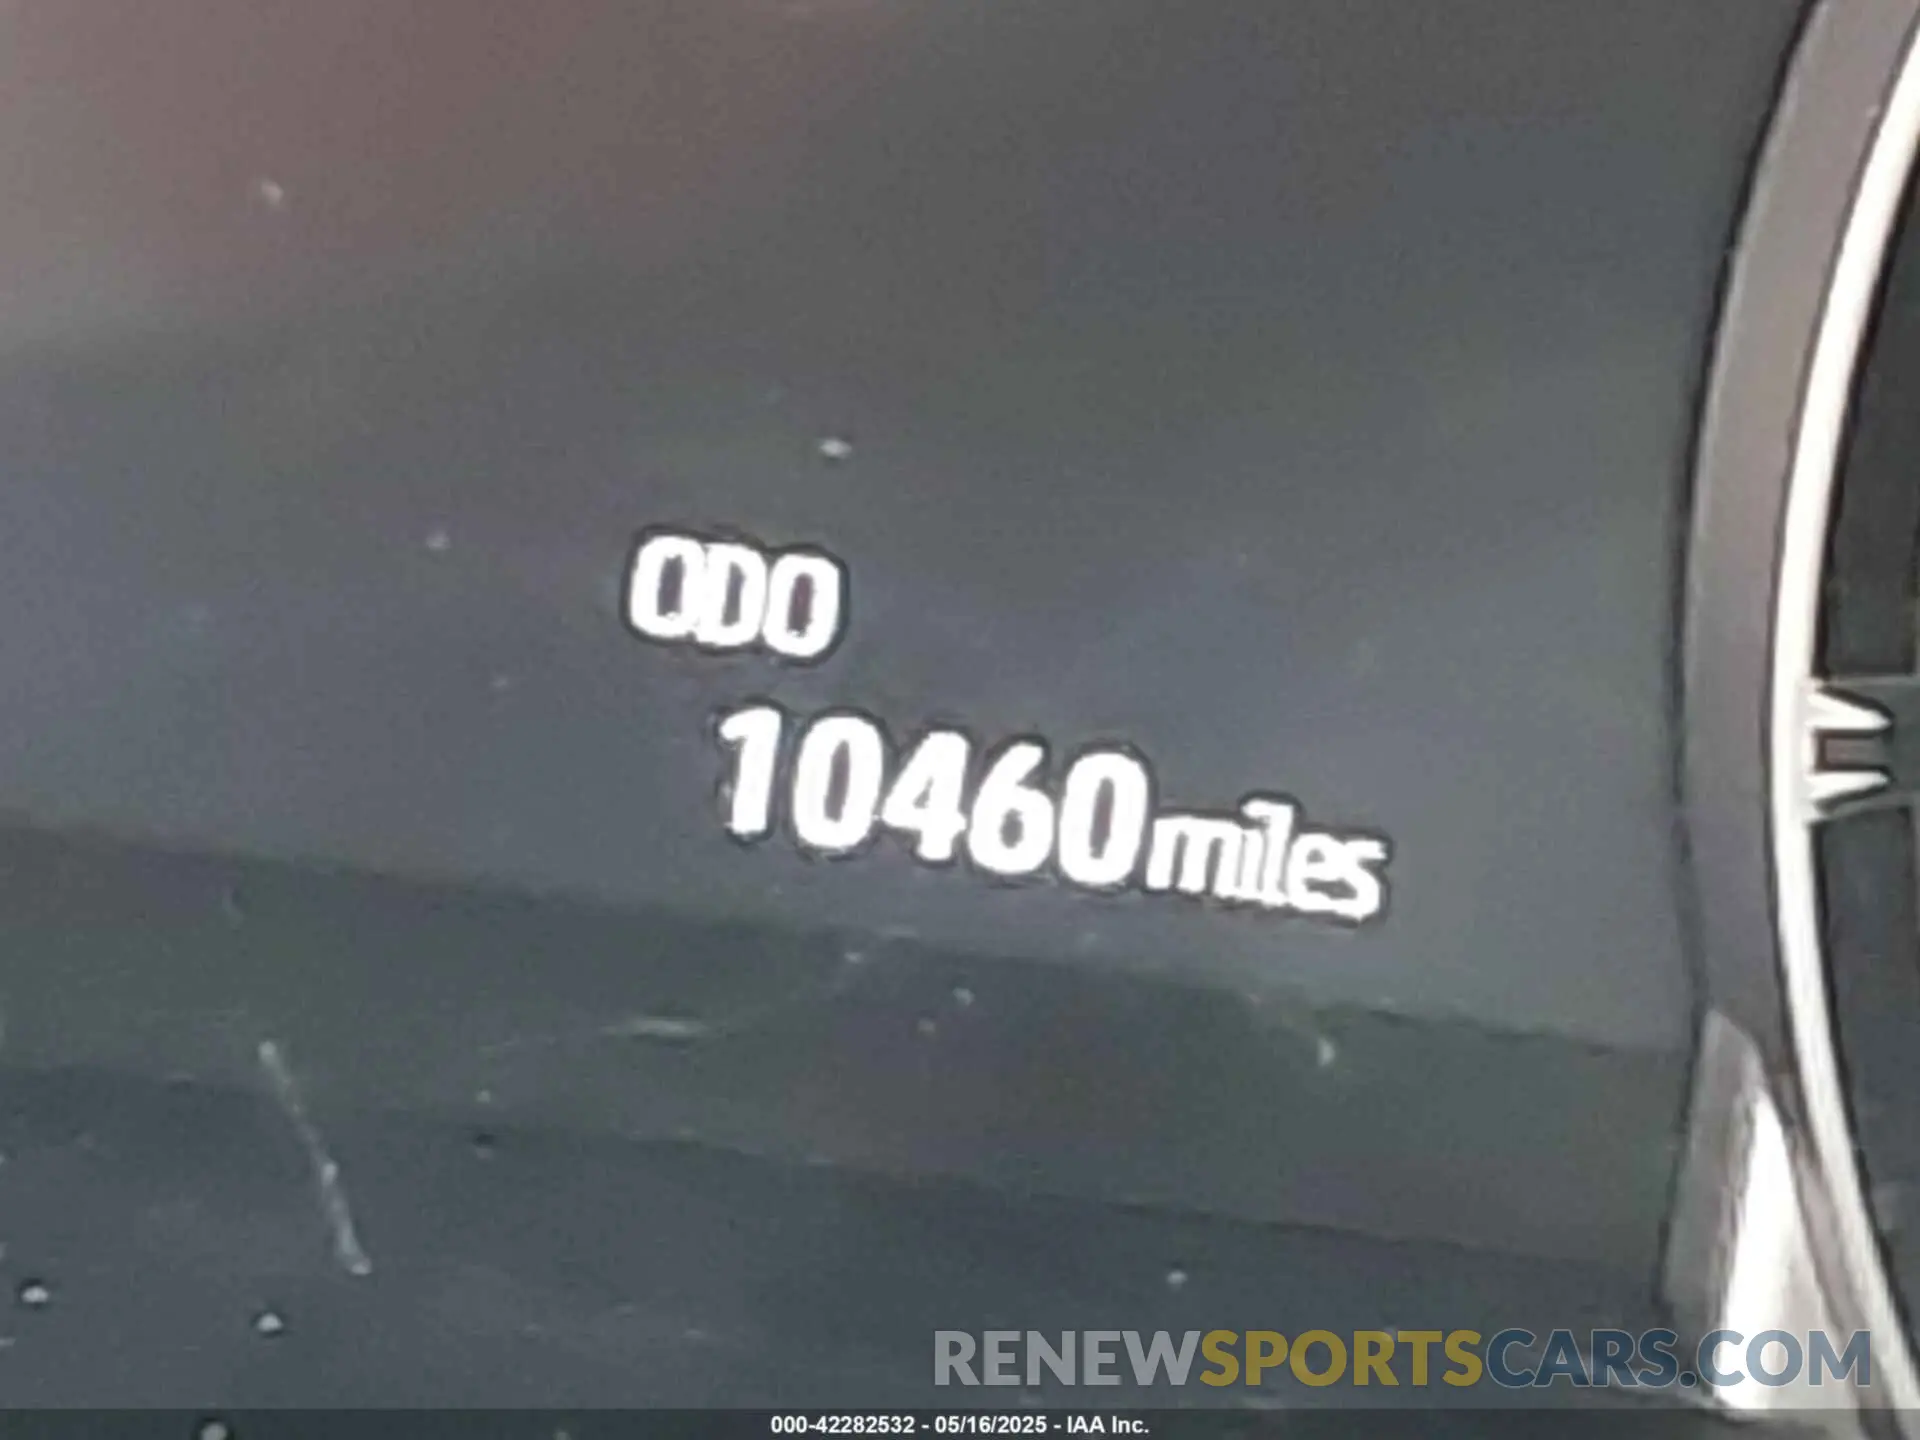 ODO
10460miles
RENEWSPORTSCARS.COM
000-42282532 - 05/16/2025 - IAA Inc.